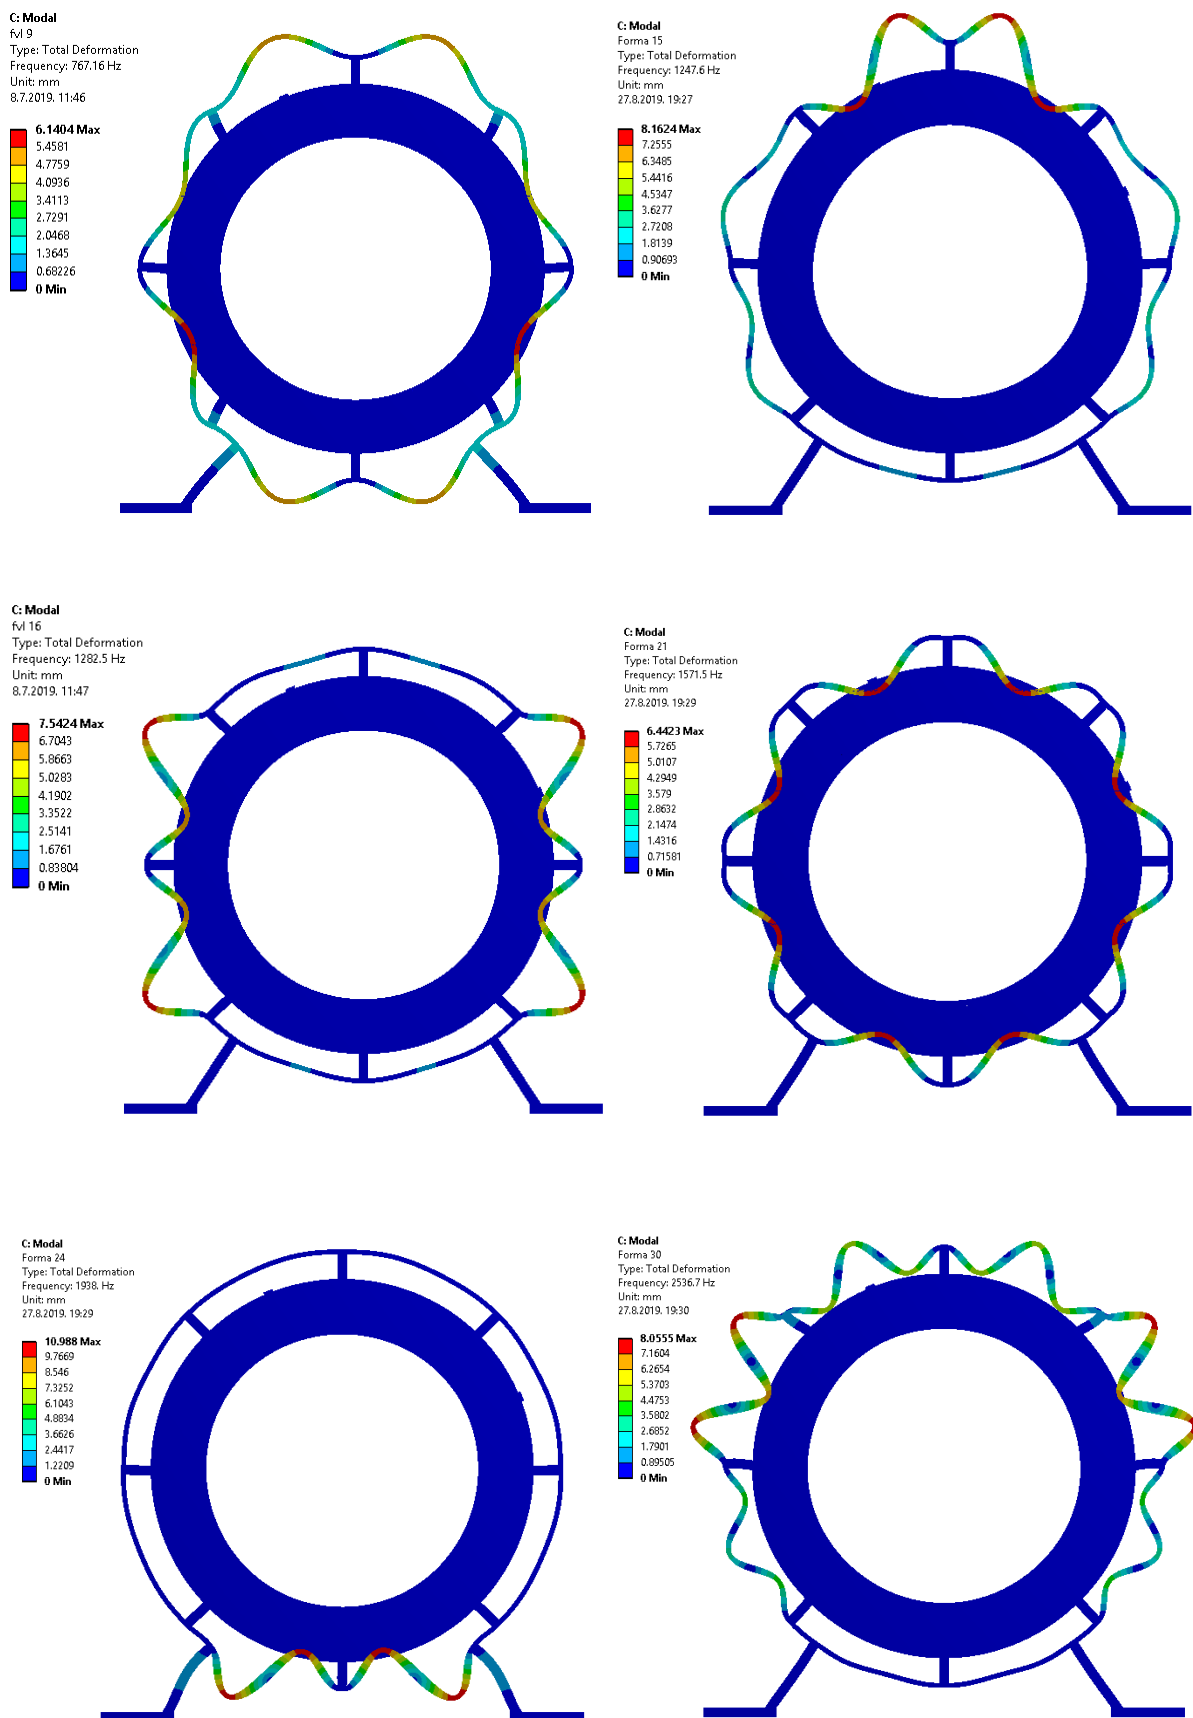 C: Modal
fvl 9
Type: Total Deformation
Frequency: 767.16 Hz
Unit: mm
8.7.2019. 11:46
6.1404 Max
5.4581
4.7759
4.0936
3.4113
2.7291
2.0468
1.3645
0.68226
0 Min
C: Modal
Forma 15
Type: Total Deformation
Frequency: 1247.6 Hz
Unit: mm
27.8.2019. 19:27
8.1624 Max
7.2555
6.3485
5.4416
4.5347
3.6277
2.7208
1.8139
0.90693
0 Min
C: Modal
fvl 16
Type: Total Deformation
Frequency: 1282.5 Hz
Unit: mm
8.7.2019. 11:47
7.5424 Max
6.7043
5.8663
5.0283
4.1902
3.3522
2.5141
1.6761
0.83804
0 Min
C: Modal
Forma 21
Type: Total Deformation
Frequency: 1571.5 Hz
Unit: mm
27.8.2019. 19:29
6.4423 Max
5.7265
5.0107
4.2949
3.579
2.8632
2.1474
1.4316
0.71581
0 Min
C: Modal
Forma 24
Type: Total Deformation
Frequency: 1938. Hz
Unit: mm
27.8.2019. 19:29
10.988 Max
9.7669
8.546
7.3252
6.1043
4.8834
3.6626
2.4417
1.2209
0 Min
C: Modal
Forma 30
Type: Total Deformation
Frequency: 2536.7 Hz
Unit: mm
27.8.2019. 19:30
8.0555 Max
7.1604
6.2654
5.3703
4.4753
3.5802
2.6852
1.7901
0.89505
0 Min